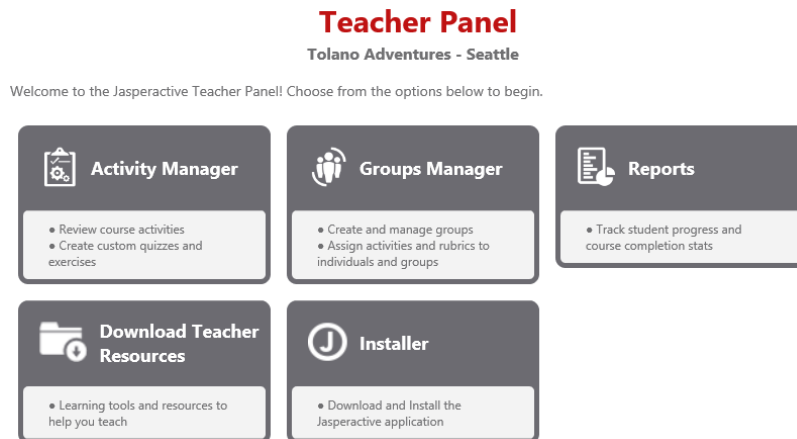 Teacher Panel
Tolano Adventures - Seattle
Welcome to the Jasperactive Teacher Panel! Choose from the options below to begin.
Activity Manager
● Review course activities
● Create custom quizzes and
exercises
Groups Manager
● Create and manage groups
● Assign activities and rubrics to
individuals and groups
Reports
● Track student progress and
course completion stats
Download Teacher
Resources
● Learning tools and resources to
help you teach
J
Installer
● Download and Install the
Jasperactive application